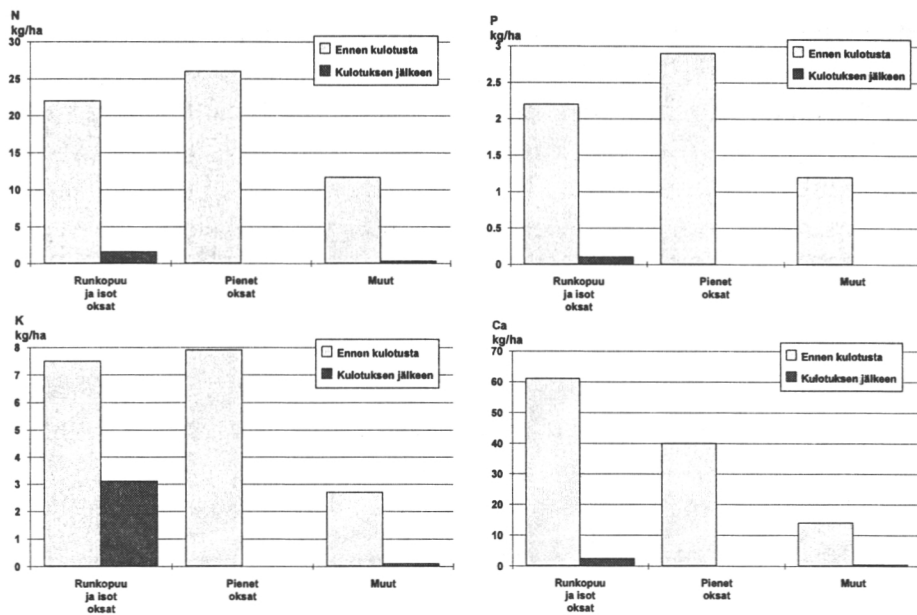 N
kg/ha
30
25
20
15
10
5
0
Ennen kulotusta
Kulotuksen jälkeen
Runkopuu
ja isot
oksat
Pienet
oksat
Muut
P
kg/ha
3
2.5
2
1.5
1
0.5
0
Ennen kulotusta
Kulotuksen jälkeen
Runkopuu
ja isot
oksat
Pienet
oksat
Muut
K
kg/ha
8
7
6
5
4
3
2
1
0
Ennen kulotusta
Kulotuksen jälkeen
Runkopuu
ja isot
oksat
Pienet
oksat
Muut
Ca
kg/ha
70
60
50
40
30
20
10
0
Ennen kulotusta
Kulotuksen jälkeen
Runkopuu
ja isot
oksat
Pienet
oksat
Muut